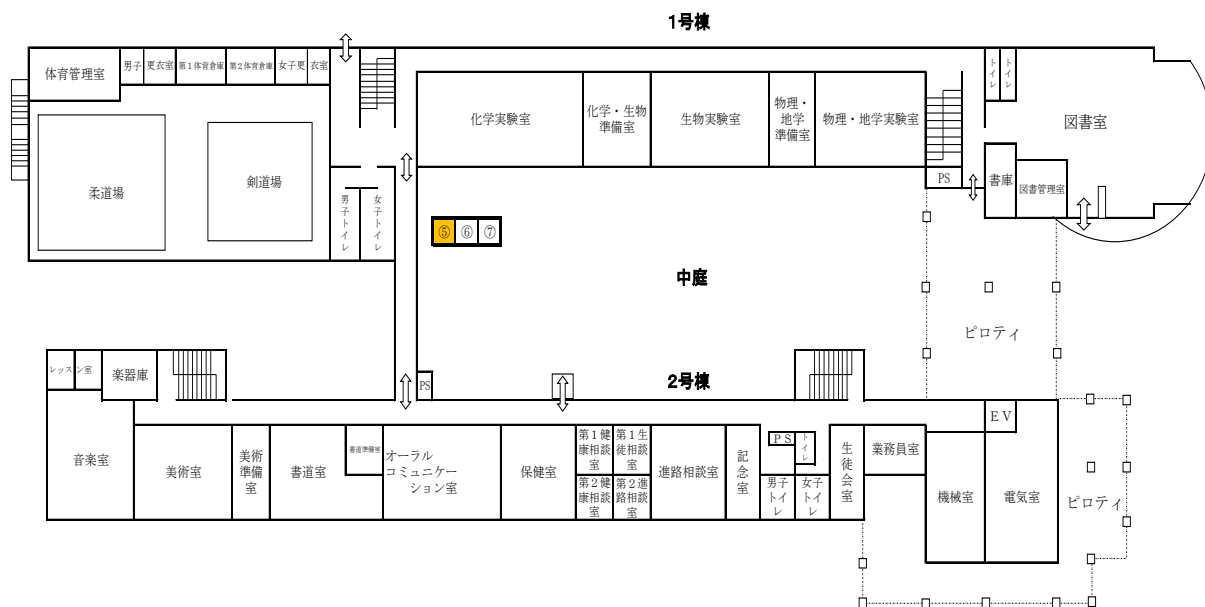 1号棟
体育管理室
男子
更衣室
第1体育倉庫
第2体育倉庫
女子更
衣室
トイレ
トイレ
化学実験室
化学・生物
準備室
生物実験室
物理・
地学
準備室
物理・地学実験室
図書室
柔道場
剣道場
PS
書庫
図書管理室
男子トイレ
女子トイレ
⑤
⑥
⑦
中庭
ピロティ
レッスン室
楽器庫
PS
2号棟
EV
音楽室
美術室
美術
準備
室
書道室
書道準備室
オーラル
コミュニケー
ション室
保健室
第1健
康相談
室
第1生
徒相談
室
第2健
康相談
室
第2進
路相談
室
進路相談室
記
念
室
PS
トイレ
男子
トイ
レ
女子
トイ
レ
生
徒
会
室
業務員室
機械室
電気室
ピロティ